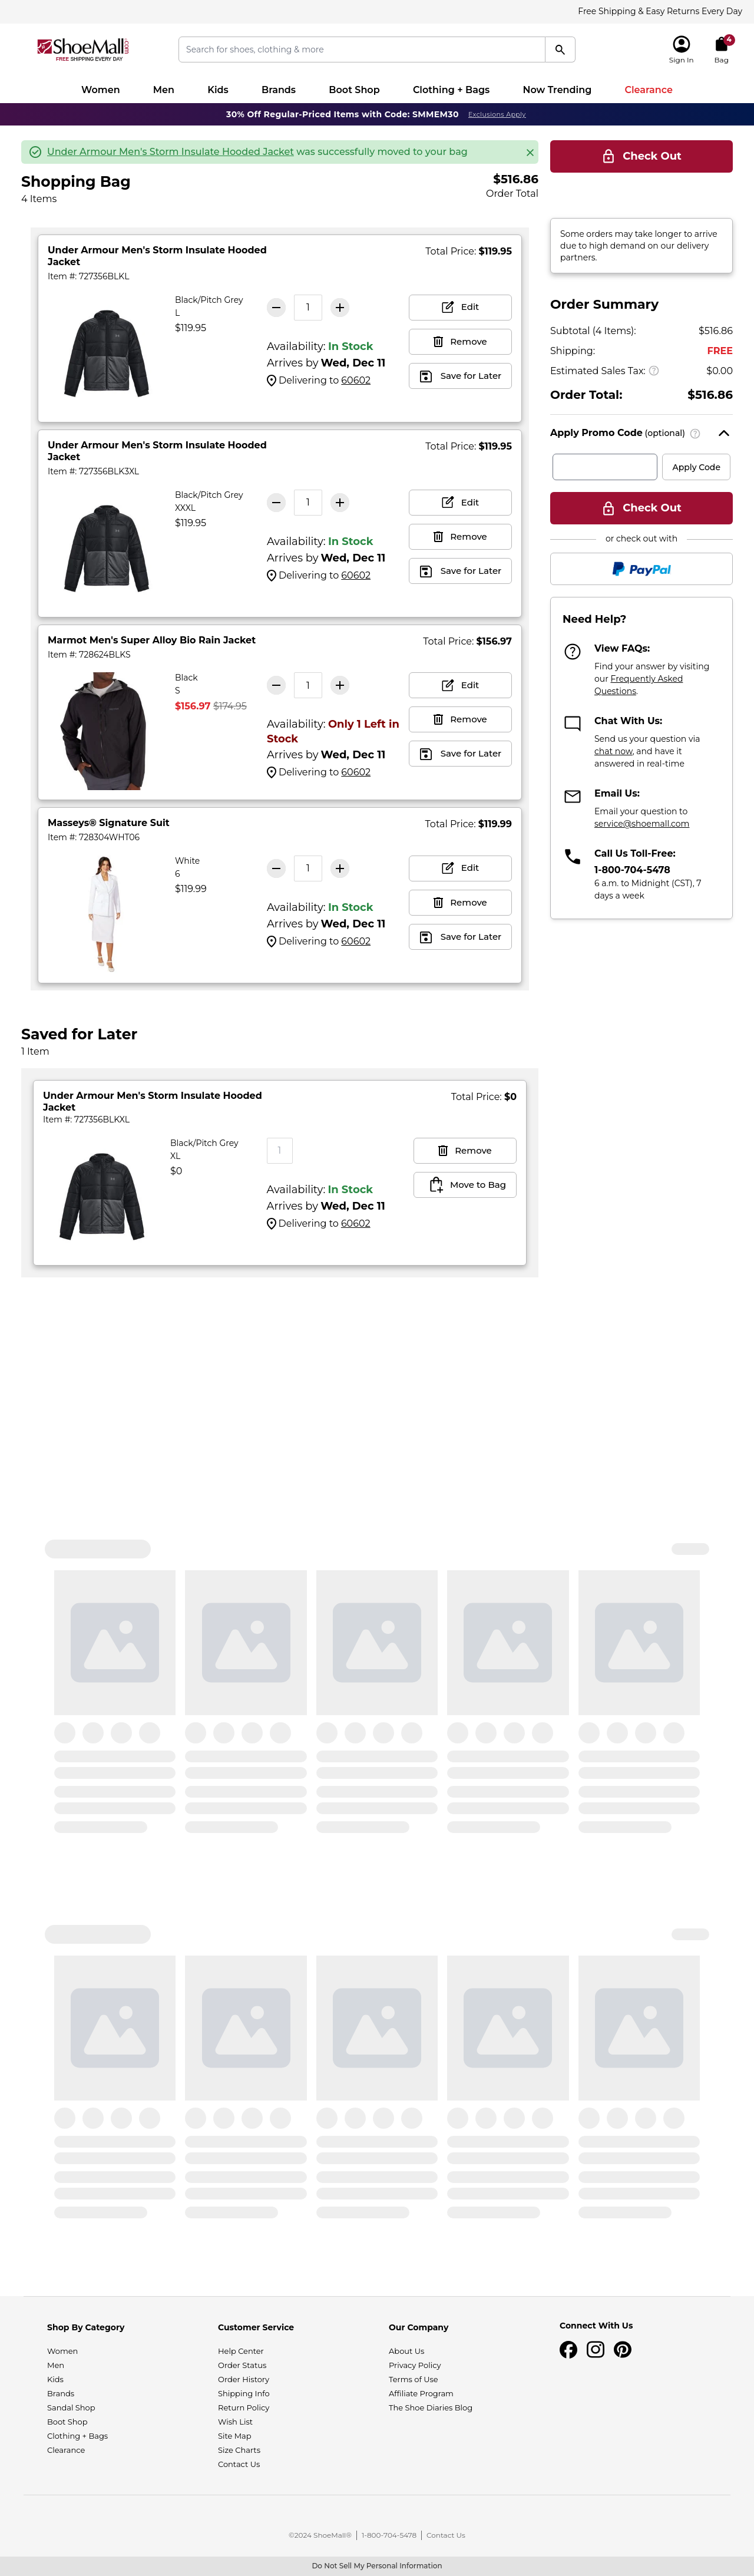 Free Shipping & Easy Returns Every Day
ShoeMall.com
FREE SHIPPING EVERY DAY
Search for shoes, clothing & more
Sign In
4
Bag
Women
Men
Kids
Brands
Boot Shop
Clothing + Bags
Now Trending
Clearance
30% Off Regular-Priced Items with Code: SMMEM30 Exclusions Apply
Under Armour Men's Storm Insulate Hooded Jacket was successfully moved to your bag
Shopping Bag
4 Items
$516.86
Order Total
Under Armour Men's Storm Insulate Hooded
Jacket
Item #: 727356BLKL
Total Price: $119.95
Black/Pitch Grey
L
$119.95
1
Availability: In Stock
Arrives by Wed, Dec 11
Delivering to 60602
Edit
Remove
Save for Later
Under Armour Men's Storm Insulate Hooded
Jacket
Item #: 727356BLK3XL
Total Price: $119.95
Black/Pitch Grey
XXXL
$119.95
1
Availability: In Stock
Arrives by Wed, Dec 11
Delivering to 60602
Edit
Remove
Save for Later
Marmot Men's Super Alloy Bio Rain Jacket
Item #: 728624BLKS
Total Price: $156.97
Black
S
$156.97 $174.95
1
Availability: Only 1 Left in
Stock
Arrives by Wed, Dec 11
Delivering to 60602
Edit
Remove
Save for Later
Masseys® Signature Suit
Item #: 728304WHT06
Total Price: $119.99
White
6
$119.99
1
Availability: In Stock
Arrives by Wed, Dec 11
Delivering to 60602
Edit
Remove
Save for Later
Saved for Later
1 Item
Under Armour Men's Storm Insulate Hooded
Jacket
Item #: 727356BLKXL
Total Price: $0
Black/Pitch Grey
XL
$0
1
Availability: In Stock
Arrives by Wed, Dec 11
Delivering to 60602
Remove
Move to Bag
Check Out
Some orders may take longer to arrive
due to high demand on our delivery
partners.
Order Summary
Subtotal (4 Items): $516.86
Shipping: FREE
Estimated Sales Tax: $0.00
Order Total: $516.86
Apply Promo Code (optional)
Apply Code
Check Out
or check out with
PayPal
Need Help?
View FAQs:
Find your answer by visiting
our Frequently Asked
Questions.
Chat With Us:
Send us your question via
chat now, and have it
answered in real-time
Email Us:
Email your question to
service@shoemall.com
Call Us Toll-Free:
1-800-704-5478
6 a.m. to Midnight (CST), 7
days a week
Shop By Category
Women
Men
Kids
Brands
Sandal Shop
Boot Shop
Clothing + Bags
Clearance
Customer Service
Help Center
Order Status
Order History
Shipping Info
Return Policy
Wish List
Site Map
Size Charts
Contact Us
Our Company
About Us
Privacy Policy
Terms of Use
Affiliate Program
The Shoe Diaries Blog
Connect With Us
©2024 ShoeMall® | 1-800-704-5478 | Contact Us
Do Not Sell My Personal Information